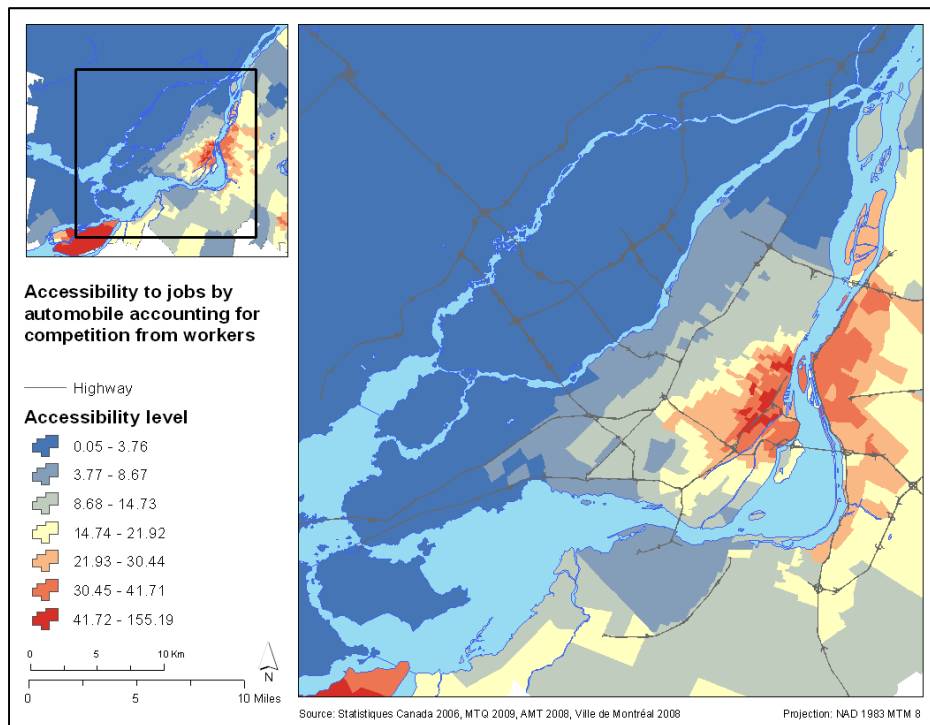 Accessibility to jobs by
automobile accounting for
competition from workers
Highway
Accessibility level
0.05 - 3.76
3.77 - 8.67
8.68 - 14.73
14.74 - 21.92
21.93 - 30.44
30.45 - 41.71
41.72 - 155.19
0 5 10 Km
N
0 5 10 Miles
Source: Statistiques Canada 2006, MTQ 2009, AMT 2008, Ville de Montréal 2008
Projection: NAD 1983 MTM 8